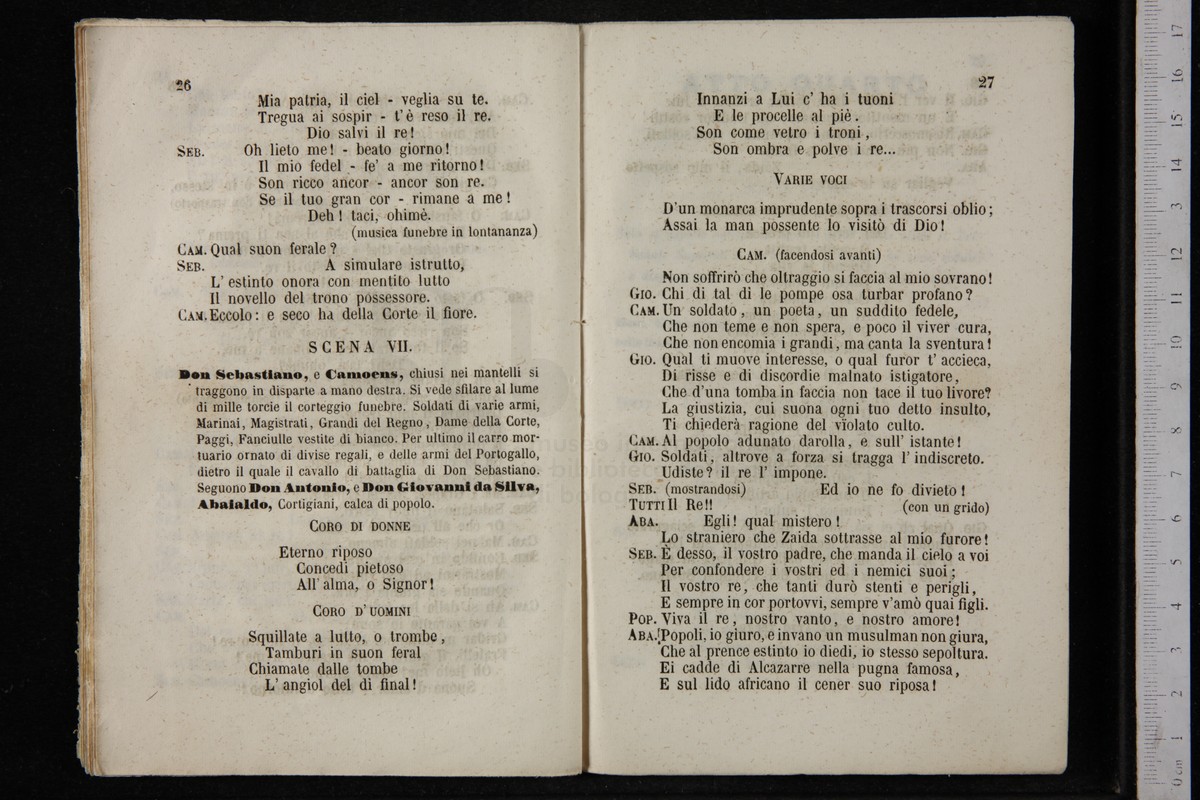 26
Mia patria, il ciel - veglia su te.
Tregua ai sospir - t' è reso il re.
Dio salvi il re!
SEB. Oh lieto me! - beato giorno!
Il mio fedel - fe' a me ritorno!
Son ricco ancor - ancor son re.
Se il tuo gran cor - rimane a me!
Deh! taci, ohimè.
(musica funebre in lontananza)
CAM. Qual suon ferale?
SEB. A simulare istrutto,
L' estinto onora con mentito lutto
Il novello del trono possessore.
CAM. Eccolo: e seco ha della Corte il fiore.
SCENA VII.
Don Sebastiano, e Camoens, chiusi nei mantelli si
traggono in disparte a mano destra. Si vede sfilare al lume
di mille torcie il corteggio funebre. Soldati di varie armi,
Marinai, Magistrati, Grandi del Regno, Dame della Corte,
Paggi, Fanciulle vestite di bianco. Per ultimo il carro mor-
tuario ornato di divise regali, e delle armi del Portogallo,
dietro il quale il cavallo di battaglia di Don Sebastiano.
Seguono Don Antonio, e Don Giovanni da Silva,
Abaialdo, Cortigiani, calca di popolo.
CORO DI DONNE
Eterno riposo
Concedi pietoso
All' alma, o Signor!
CORO D' UOMINI
Squillate a lutto, o trombe,
Tamburi in suon feral
Chiamate dalle tombe
L' angiol del dì final!
27
Innanzi a Lui c' ha i tuoni
E le procelle al piè.
Son come vetro i troni,
Son ombra e polve i re...
VARIE VOCI
D'un monarca imprudente sopra i trascorsi oblio;
Assai la man possente lo visitò di Dio!
CAM. (facendosi avanti)
Non soffrirò che oltraggio si faccia al mio sovrano!
GIO. Chi di tal dì le pompe osa turbar profano?
CAM. Un soldato, un poeta, un suddito fedele,
Che non teme e non spera, e poco il viver cura,
Che non encomia i grandi, ma canta la sventura!
GIO. Qual ti muove interesse, o qual furor t' accieca,
Di risse e di discordie malnato istigatore,
Che d'una tomba in faccia non tace il tuo livore?
La giustizia, cui suona ogni tuo detto insulto,
Ti chiederà ragione del violato culto.
CAM. Al popolo adunato darolla, e sull' istante!
GIO. Soldati, altrove a forza si tragga l' indiscreto.
Udiste? il re l' impone.
SEB. (mostrandosi) Ed io ne fo divieto!
TUTTI Il Re!! (con un grido)
ABA. Egli! qual mistero!
Lo straniero che Zaida sottrasse al mio furore!
SEB. È desso, il vostro padre, che manda il cielo a voi
Per confondere i vostri ed i nemici suoi;
Il vostro re, che tanti durò stenti e perigli,
E sempre in cor portovvi, sempre v'amò quai figli.
POP. Viva il re, nostro vanto, e nostro amore!
ABA. Popoli, io giuro, e invano un musulman non giura,
Che al prence estinto io diedi, io stesso sepoltura.
Ei cadde di Alcazarre nella pugna famosa,
E sul lido africano il cener suo riposa!
0 cm 1 2 3 4 5 6 7 8 9 10 11 12 13 14 15 16 17